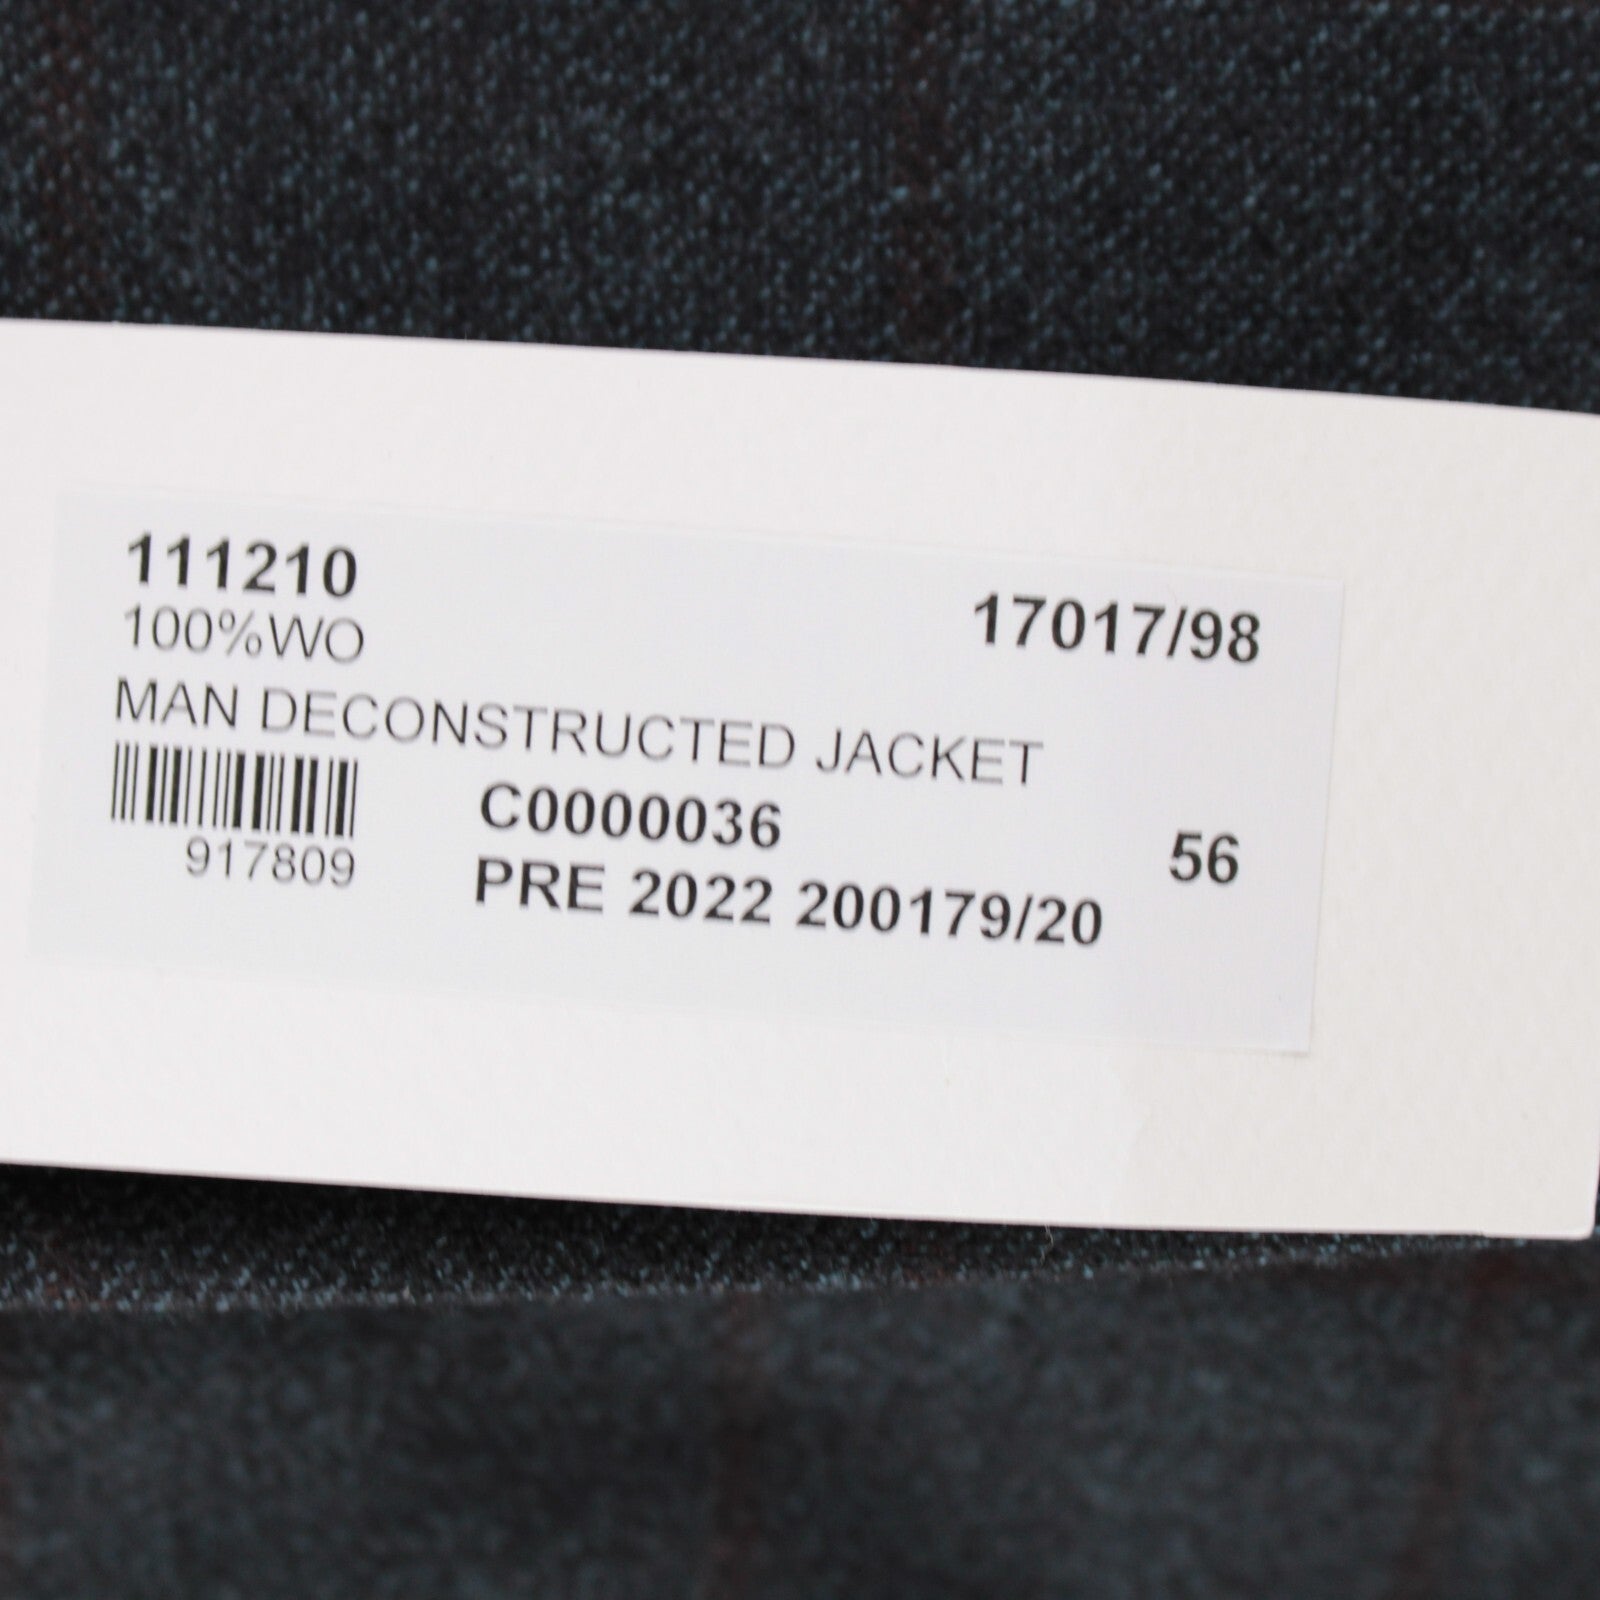 111210
17017/98
100%WO
MAN DECONSTRUCTED JACKET
C0000036
56
917809
PRE 2022 200179/20